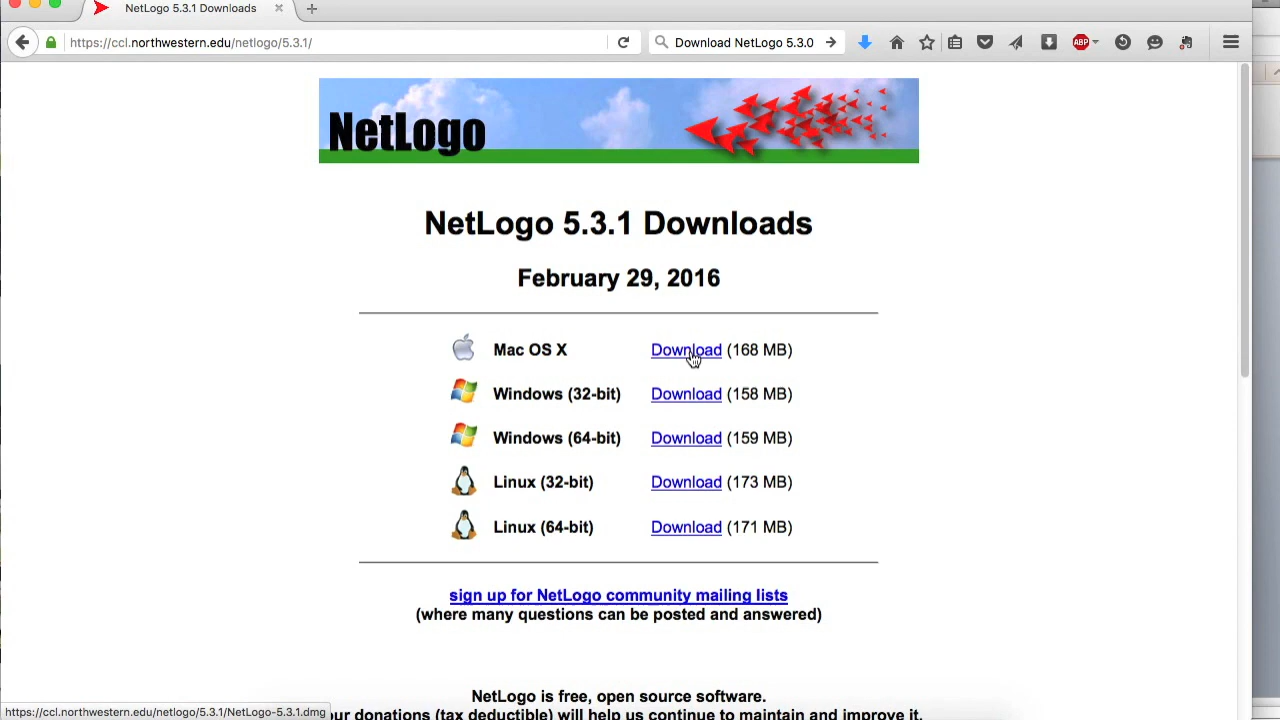 NetLogo 5.3.1 Downloads
https://ccl.northwestern.edu/netlogo/5.3.1/
Download NetLogo 5.3.0
ABP
NetLogo
NetLogo 5.3.1 Downloads
February 29, 2016
Mac OS X Download (168 MB)
Windows (32-bit) Download (158 MB)
Windows (64-bit) Download (159 MB)
Linux (32-bit) Download (173 MB)
Linux (64-bit) Download (171 MB)
sign up for NetLogo community mailing lists
(where many questions can be posted and answered)
NetLogo is free, open source software.
our donations (tax deductible) will help us continue to maintain and improve it.
https://ccl.northwestern.edu/netlogo/5.3.1/NetLogo-5.3.1.dmg